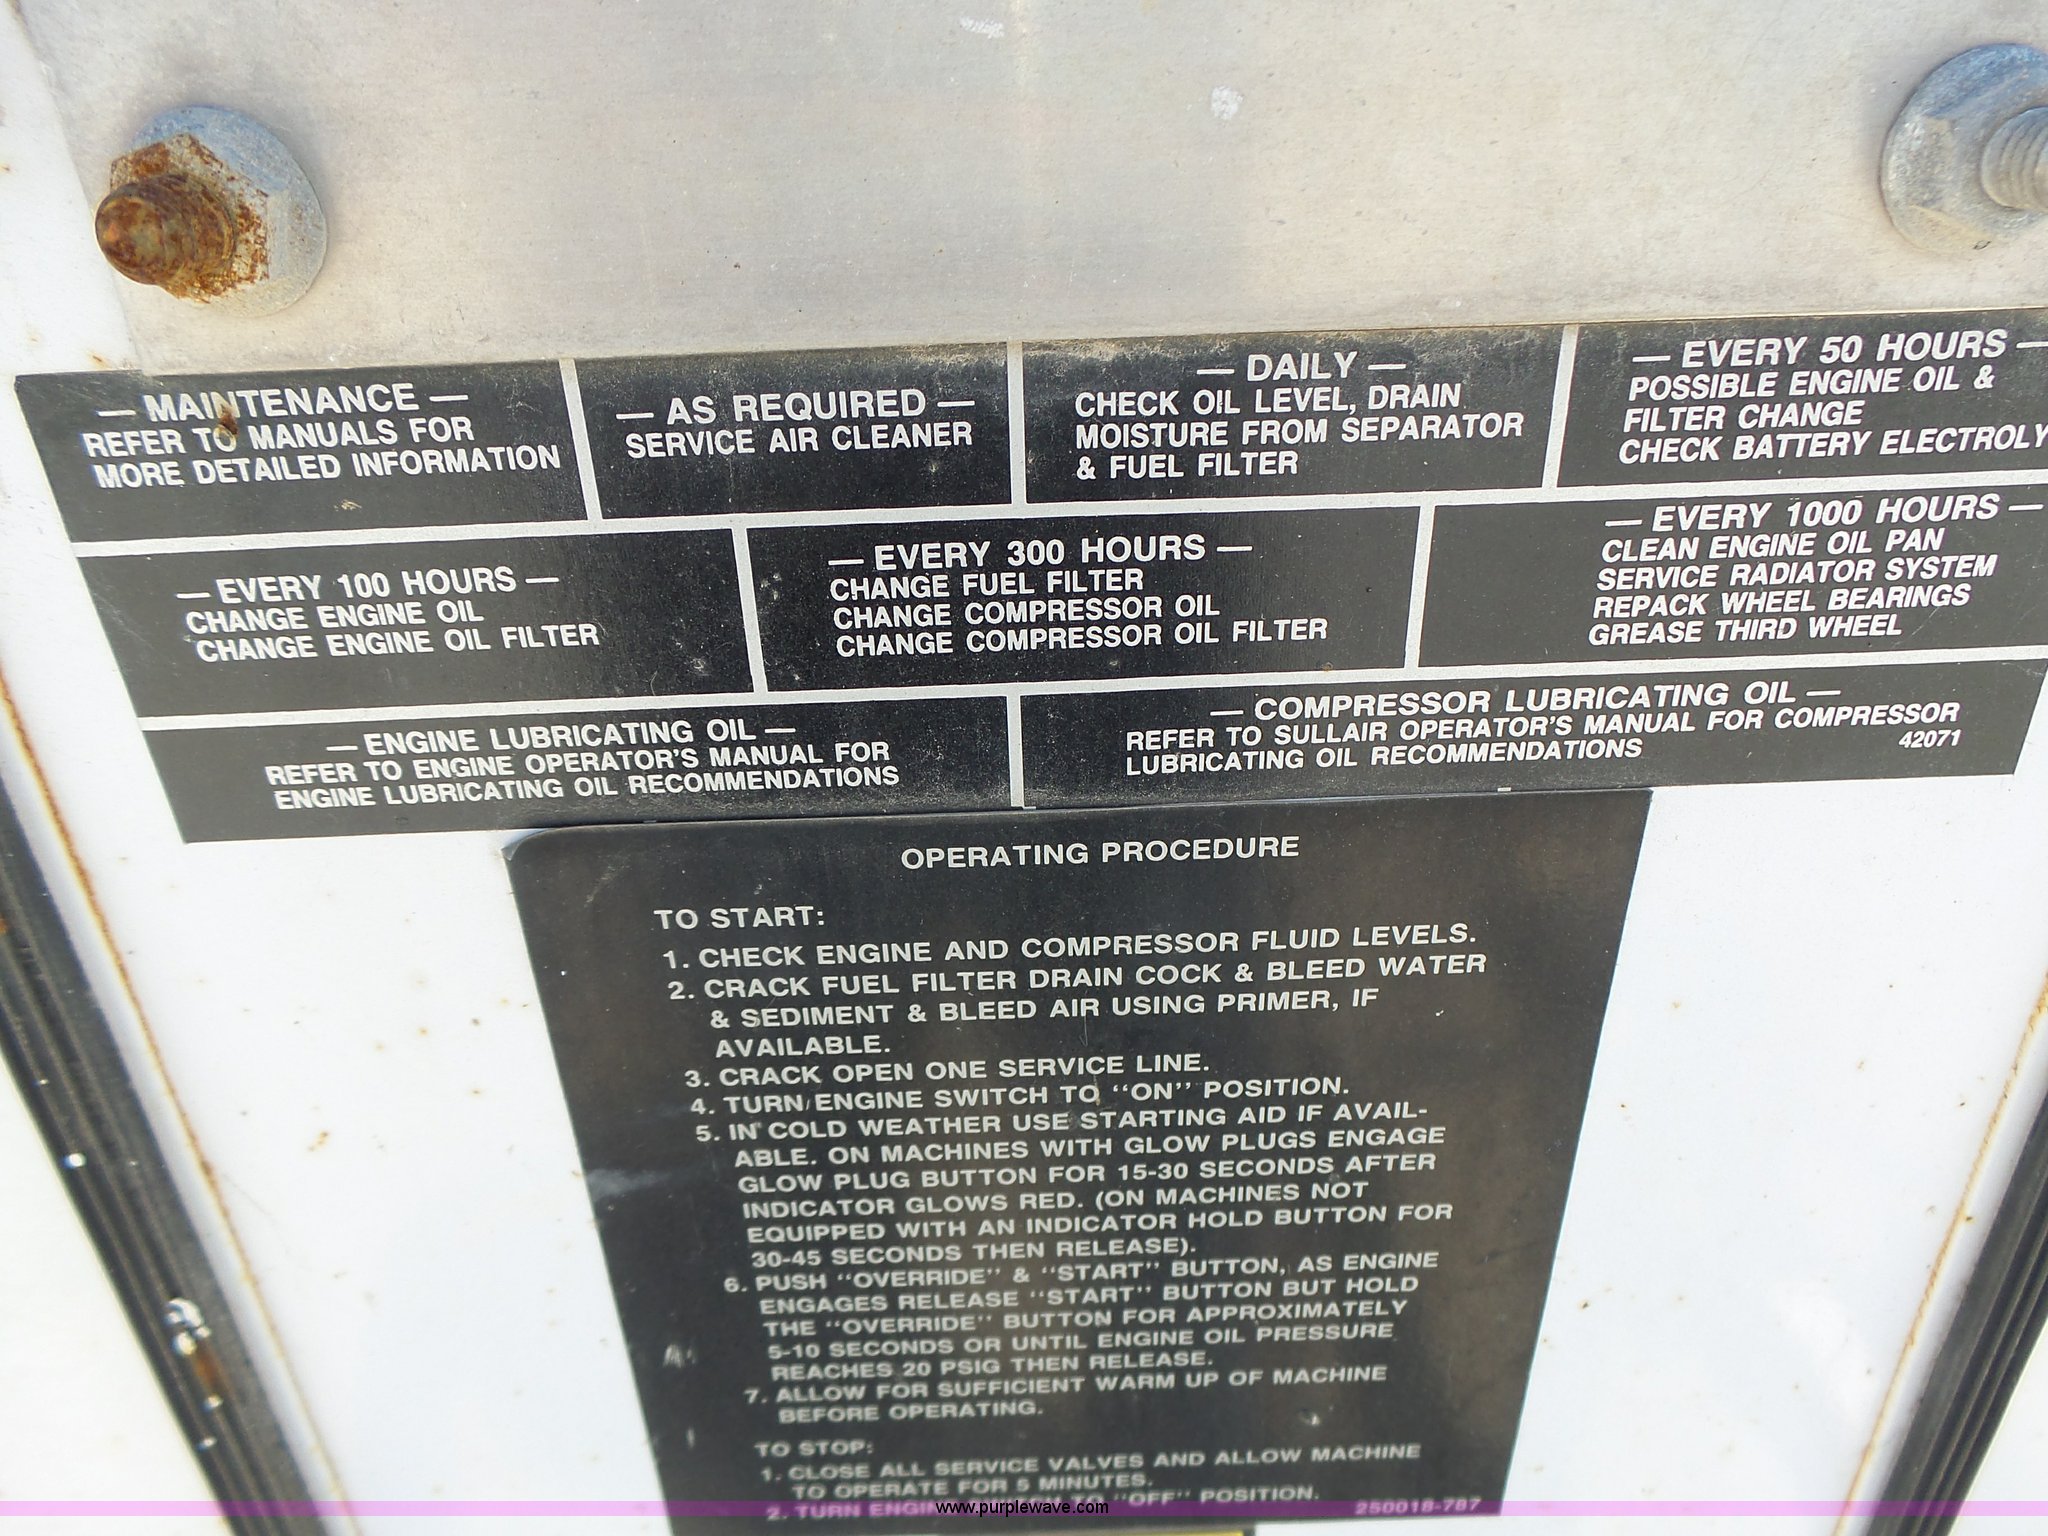 — MAINTENANCE —
REFER TO MANUALS FOR
MORE DETAILED INFORMATION
— AS REQUIRED —
SERVICE AIR CLEANER
— DAILY —
CHECK OIL LEVEL, DRAIN
MOISTURE FROM SEPARATOR
& FUEL FILTER
— EVERY 50 HOURS —
POSSIBLE ENGINE OIL &
FILTER CHANGE
CHECK BATTERY ELECTROLY
— EVERY 100 HOURS —
CHANGE ENGINE OIL
CHANGE ENGINE OIL FILTER
— EVERY 300 HOURS —
CHANGE FUEL FILTER
CHANGE COMPRESSOR OIL
CHANGE COMPRESSOR OIL FILTER
— EVERY 1000 HOURS —
CLEAN ENGINE OIL PAN
SERVICE RADIATOR SYSTEM
REPACK WHEEL BEARINGS
GREASE THIRD WHEEL
— ENGINE LUBRICATING OIL —
REFER TO ENGINE OPERATOR'S MANUAL FOR
ENGINE LUBRICATING OIL RECOMMENDATIONS
— COMPRESSOR LUBRICATING OIL —
REFER TO SULLAIR OPERATOR'S MANUAL FOR COMPRESSOR
LUBRICATING OIL RECOMMENDATIONS
42071
OPERATING PROCEDURE
TO START:
1. CHECK ENGINE AND COMPRESSOR FLUID LEVELS.
2. CRACK FUEL FILTER DRAIN COCK & BLEED WATER
& SEDIMENT & BLEED AIR USING PRIMER, IF
AVAILABLE.
3. CRACK OPEN ONE SERVICE LINE.
4. TURN ENGINE SWITCH TO "ON" POSITION.
5. IN COLD WEATHER USE STARTING AID IF AVAIL-
ABLE. ON MACHINES WITH GLOW PLUGS ENGAGE
GLOW PLUG BUTTON FOR 15-30 SECONDS AFTER
INDICATOR GLOWS RED. (ON MACHINES NOT
EQUIPPED WITH AN INDICATOR HOLD BUTTON FOR
30-45 SECONDS THEN RELEASE).
6. PUSH "OVERRIDE" & "START" BUTTON, AS ENGINE
ENGAGES RELEASE "START" BUTTON BUT HOLD
THE "OVERRIDE" BUTTON FOR APPROXIMATELY
5-10 SECONDS OR UNTIL ENGINE OIL PRESSURE
REACHES 20 PSIG THEN RELEASE.
7. ALLOW FOR SUFFICIENT WARM UP OF MACHINE
BEFORE OPERATING.
TO STOP:
1. CLOSE ALL SERVICE VALVES AND ALLOW MACHINE
TO OPERATE FOR 5 MINUTES.
2. TURN ENGIN TO "OFF" POSITION.
250018-787
www.purplewave.com